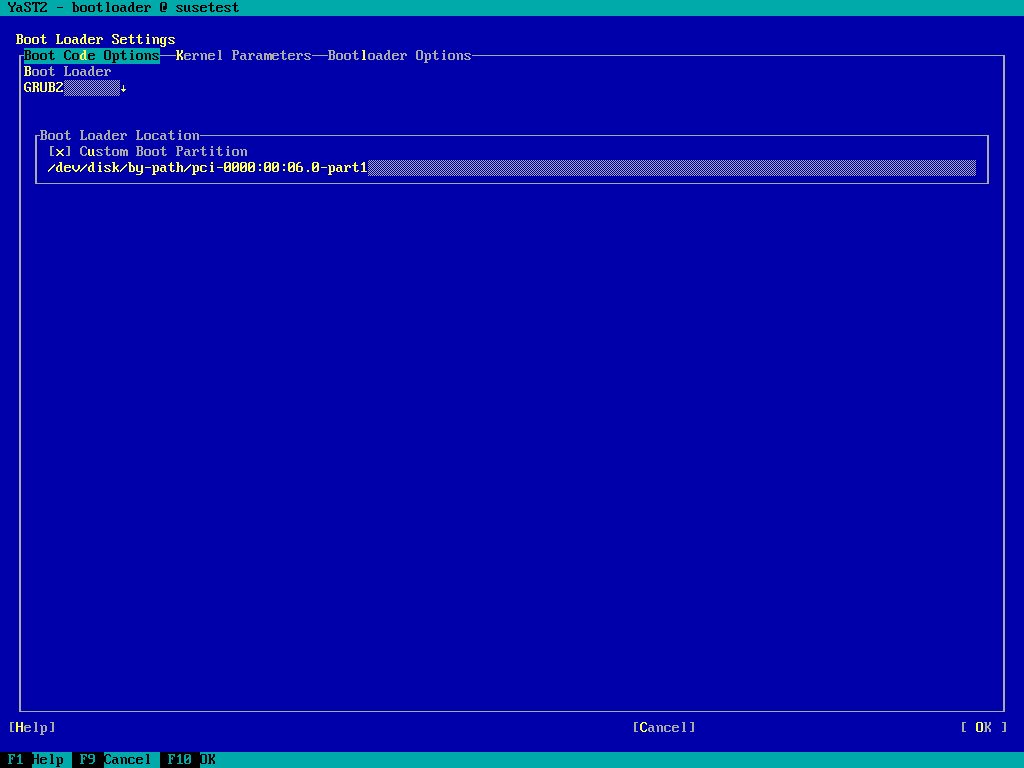 YaST2 - bootloader @ susetest
Boot Loader Settings
Boot Code Options Kernel Parameters Bootloader Options
Boot Loader
GRUB2 ↓
Boot Loader Location
[x] Custom Boot Partition
/dev/disk/by-path/pci-0000:00:06.0-part1
[Help] [Cancel] [ OK ]
F1 Help F9 Cancel F10 OK